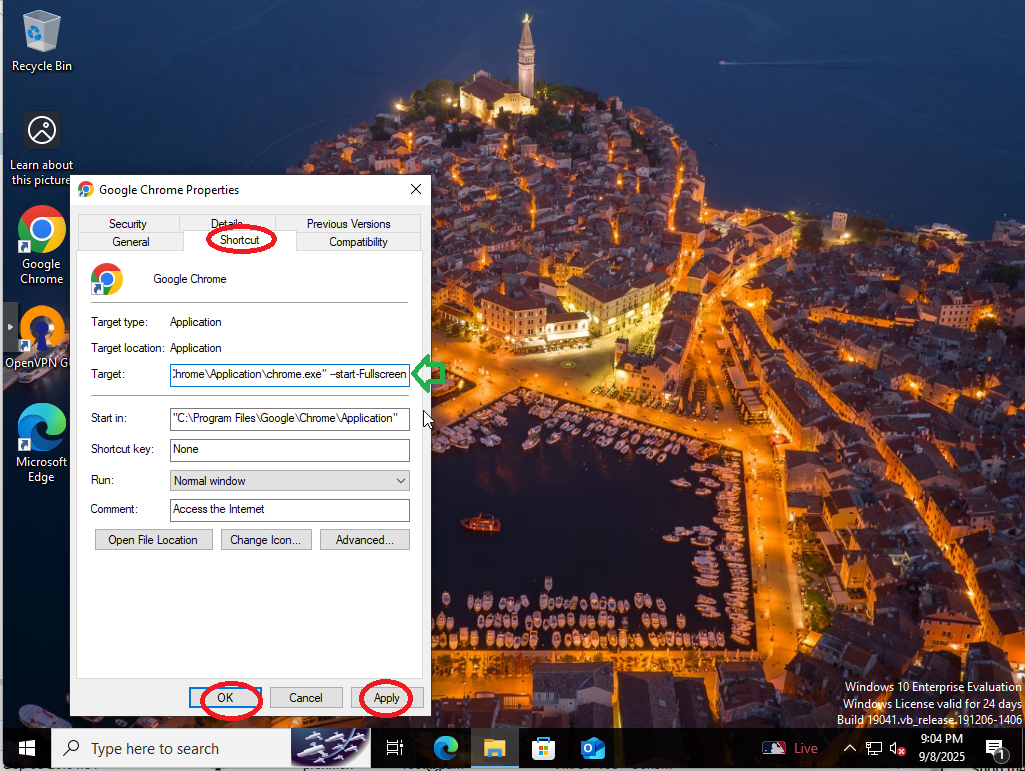 Recycle Bin
Learn about
this picture
Google
Chrome
OpenVPN G
Microsoft
Edge
Google Chrome Properties
Security
Details
Previous Versions
General
Shortcut
Compatibility
Google Chrome
Target type:
Application
Target location:
Application
Target:
Chrome\Application\chrome.exe" --start-Fullscreen
Start in:
"C:\Program Files\Google\Chrome\Application"
Shortcut key:
None
Run:
Normal window
Comment:
Access the Internet
Open File Location
Change Icon...
Advanced...
OK
Cancel
Apply
Windows 10 Enterprise Evaluation
Windows License valid for 24 days
Build 19041.vb_release.191206-1406
Type here to search
Live
9:04 PM
9/8/2025
1